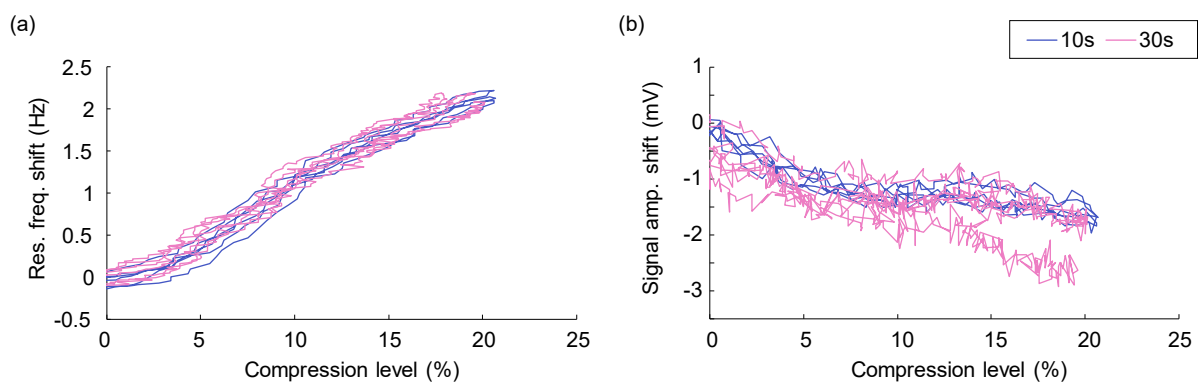 (a)
(b)
10s 30s
Res. freq. shift (Hz)
2.5
2
1.5
1
0.5
0
-0.5
0 5 10 15 20 25
Compression level (%)
Signal amp. shift (mV)
1
0
-1
-2
-3
0 5 10 15 20 25
Compression level (%)